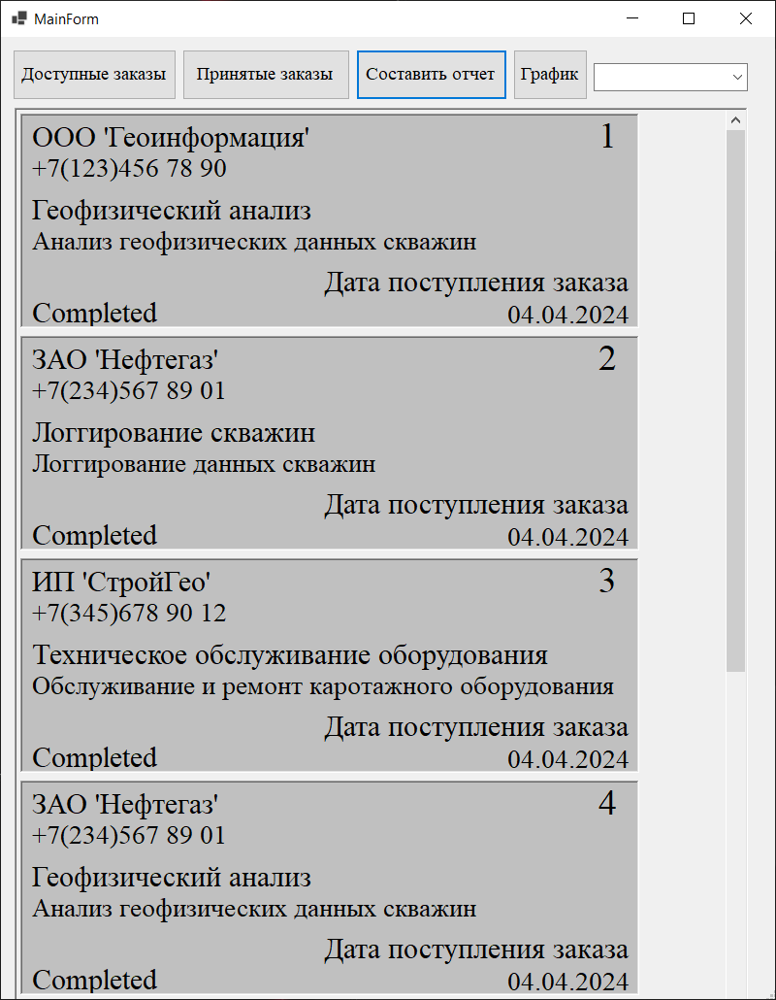 MainForm
Доступные заказы Принятые заказы Составить отчет График
ООО 'Геоинформация' 1
+7(123)456 78 90
Геофизический анализ
Анализ геофизических данных скважин
Дата поступления заказа
Completed 04.04.2024
ЗАО 'Нефтегаз' 2
+7(234)567 89 01
Логгирование скважин
Логгирование данных скважин
Дата поступления заказа
Completed 04.04.2024
ИП 'СтройГео' 3
+7(345)678 90 12
Техническое обслуживание оборудования
Обслуживание и ремонт каротажного оборудования
Дата поступления заказа
Completed 04.04.2024
ЗАО 'Нефтегаз' 4
+7(234)567 89 01
Геофизический анализ
Анализ геофизических данных скважин
Дата поступления заказа
Completed 04.04.2024